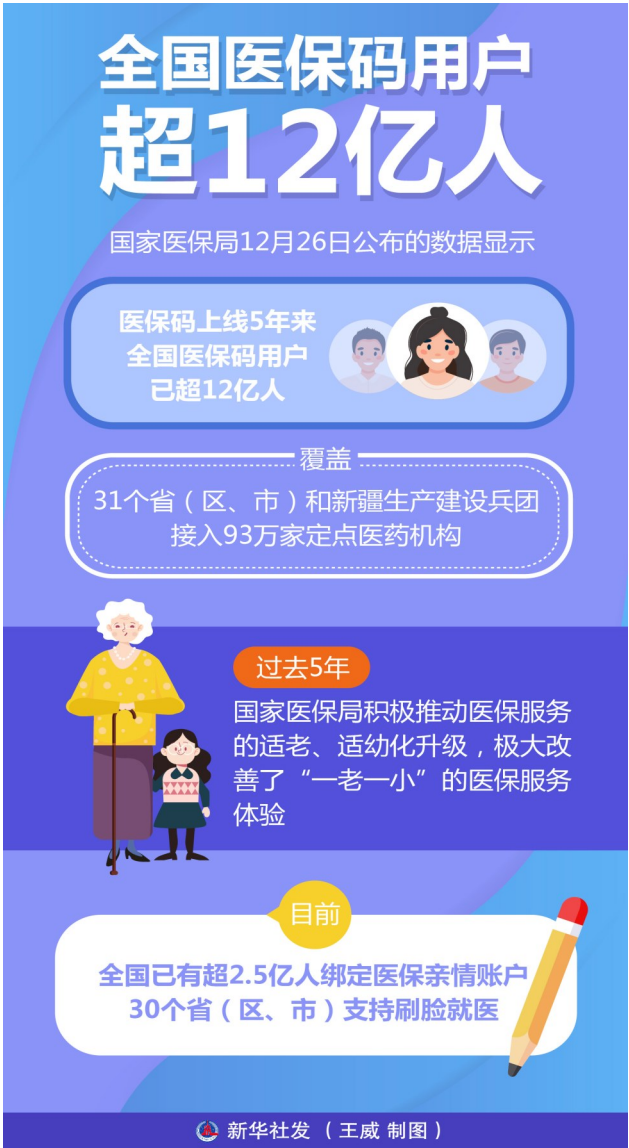 全国医保码用户
超12亿人
国家医保局12月26日公布的数据显示
医保码上线5年来
全国医保码用户
已超12亿人
覆盖
31个省（区、市）和新疆生产建设兵团
接入93万家定点医药机构
过去5年
国家医保局积极推动医保服务
的适老、适幼化升级，极大改
善了“一老一小”的医保服务
体验
目前
全国已有超2.5亿人绑定医保亲情账户
30个省（区、市）支持刷脸就医
新华社发 （王威 制图）